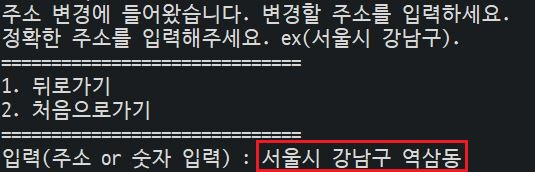 주소 변경에 들어왔습니다. 변경할 주소를 입력하세요.
정확한 주소를 입력해주세요. ex(서울시 강남구).
==============================
1. 뒤로가기
2. 처음으로가기
==============================
입력(주소 or 숫자 입력) : 서울시 강남구 역삼동